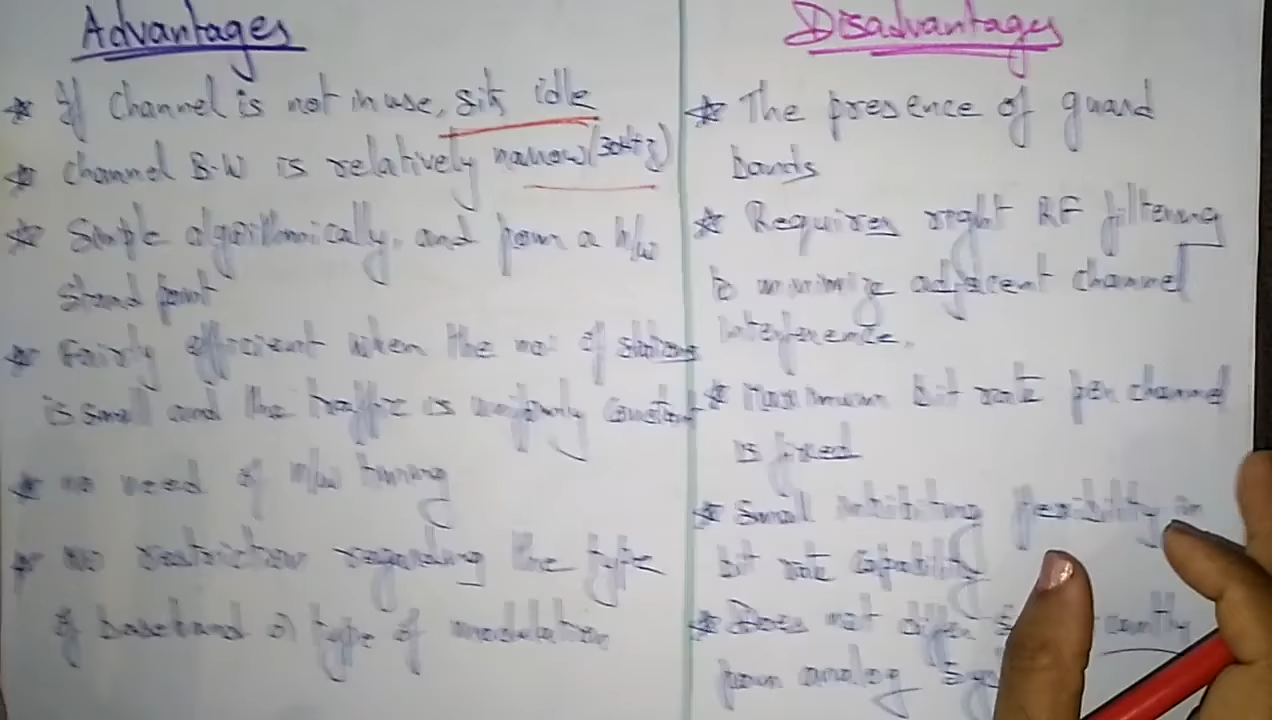 Advantages
* If Channel is not in use, sits idle
* Channel B.W is relatively narrow (30kHz)
* Simple algorithmically, and from a h/w
stand point
* Fairly efficient when the no: of stations
is small and the traffic is uniformly constant
* no need of n/w timing
* no restriction regarding the type
of baseband or type of modulation
Disadvantages
* The presence of guard
bands
* Requires right RF filtering
to minimize adjacent channel
interference.
* maximum bit rate per channel
is fixed
* Small inhibiting flexibility in
bit rate capability
* Does not differ
from analog